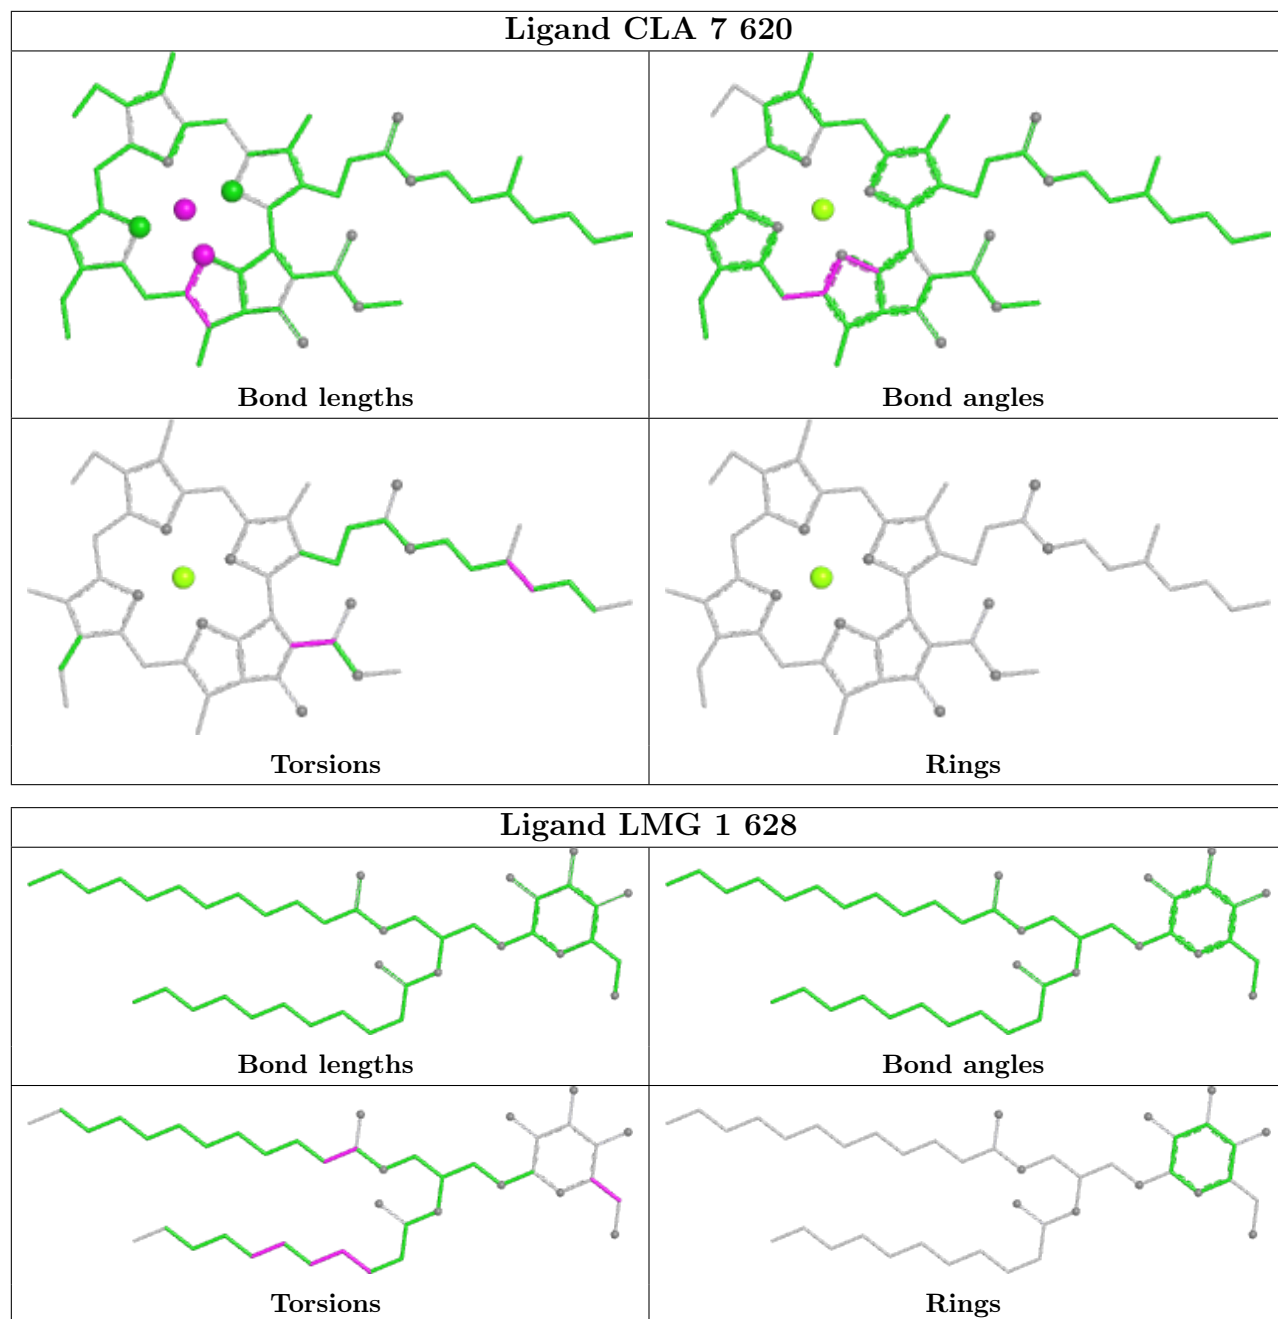 Ligand CLA 7 620
Bond lengths
Bond angles
Torsions
Rings
Ligand LMG 1 628
Bond lengths
Bond angles
Torsions
Rings